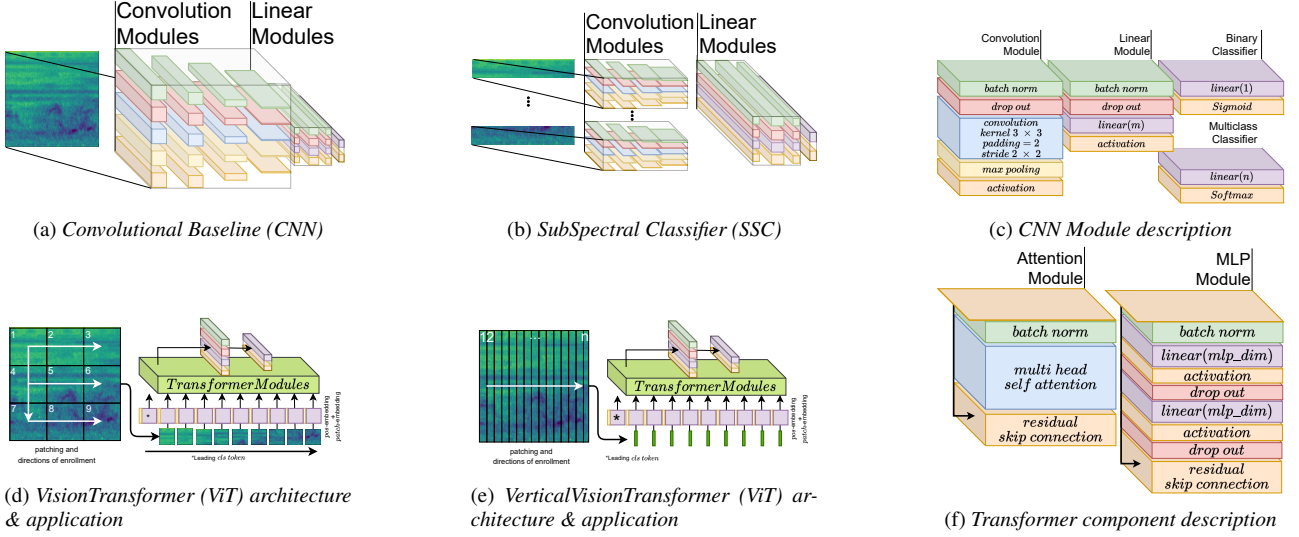 Convolution
Modules
Linear
Modules
(a) Convolutional Baseline (CNN)
Convolution
Modules
Linear
Modules
(b) SubSpectral Classifier (SSC)
Convolution
Module
Linear
Module
Binary
Classifier
batch norm
drop out
convolution
kernel 3 × 3
padding = 2
stride 2 × 2
max pooling
activation
batch norm
drop out
linear(m)
activation
linear(1)
Sigmoid
Multiclass
Classifier
linear(n)
Softmax
(c) CNN Module description
1
2
3
4
5
6
7
8
9
patching and
directions of enrollment
TransformerModules
*
pos-embedding
+
patch-embedding
*Leading cls token
(d) VisionTransformer (ViT) architecture
& application
12
...
n
patching and
directions of enrollment
TransformerModules
*
pos-embedding
+
patch-embedding
*Leading cls token
(e) VerticalVisionTransformer (ViT) ar-
chitecture & application
Attention
Module
batch norm
multi head
self attention
residual
skip connection
MLP
Module
batch norm
linear(mlp_dim)
activation
drop out
linear(mlp_dim)
activation
drop out
residual
skip connection
(f) Transformer component description